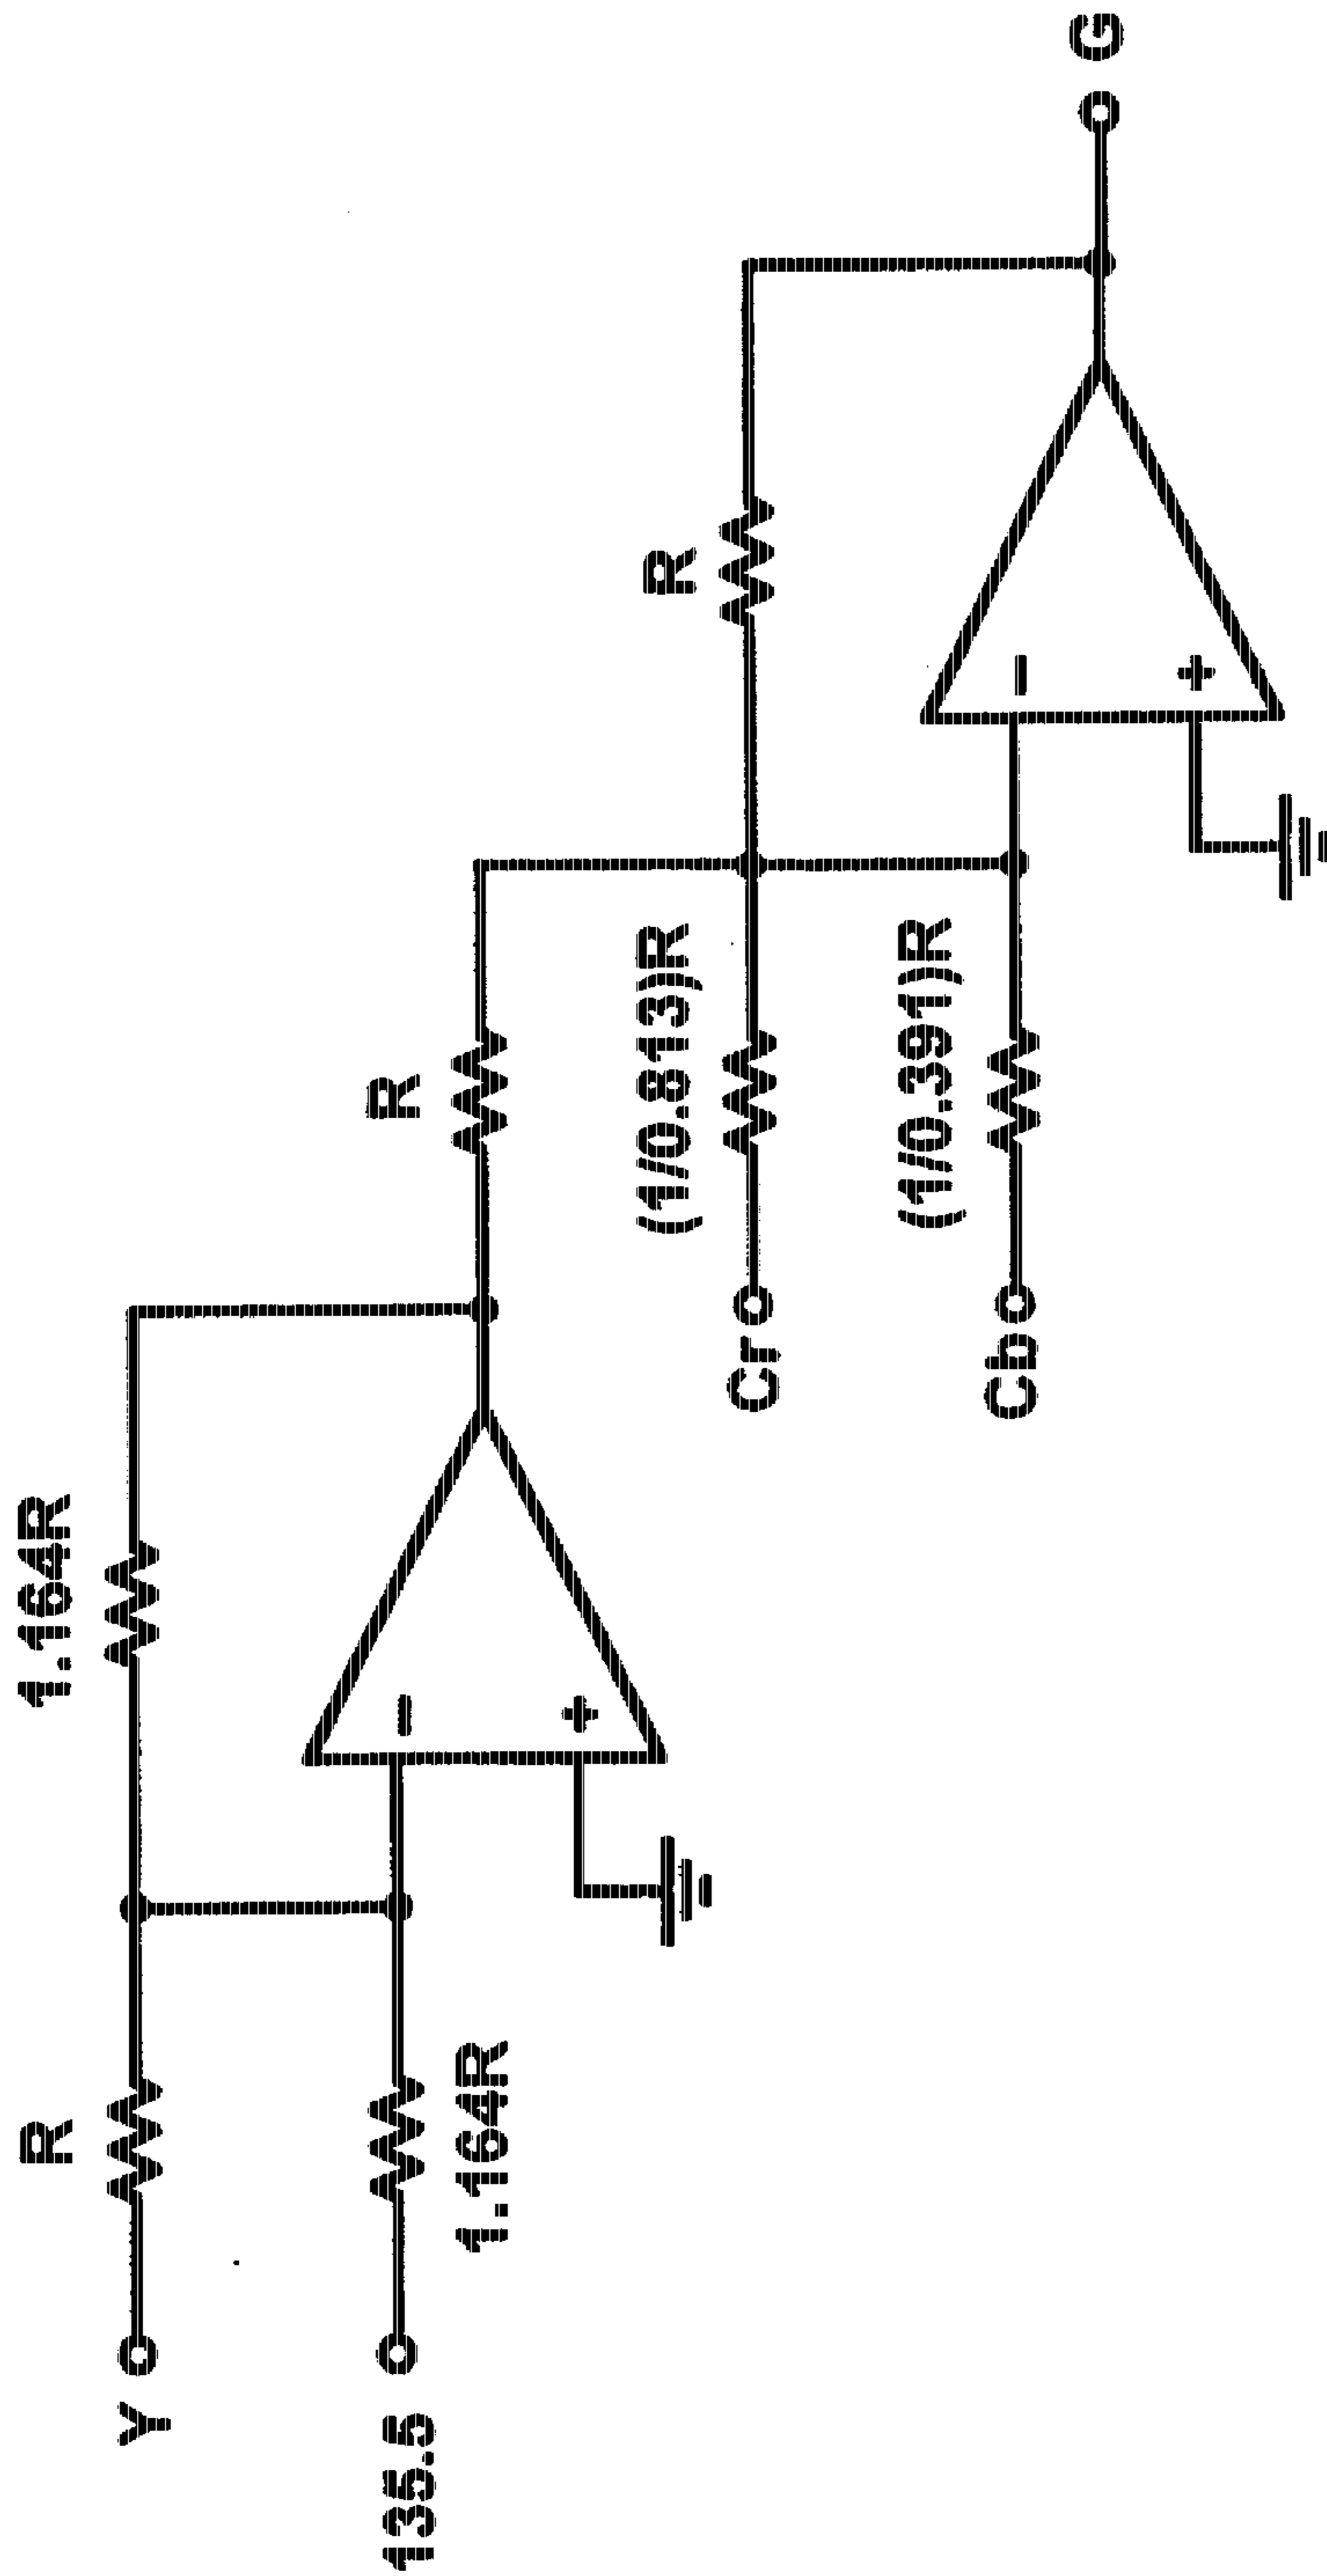 R
1.164R
Y
135.5
1.164R
−
+
R
R
Cr
(1/0.813)R
Cb
(1/0.391)R
−
+
G